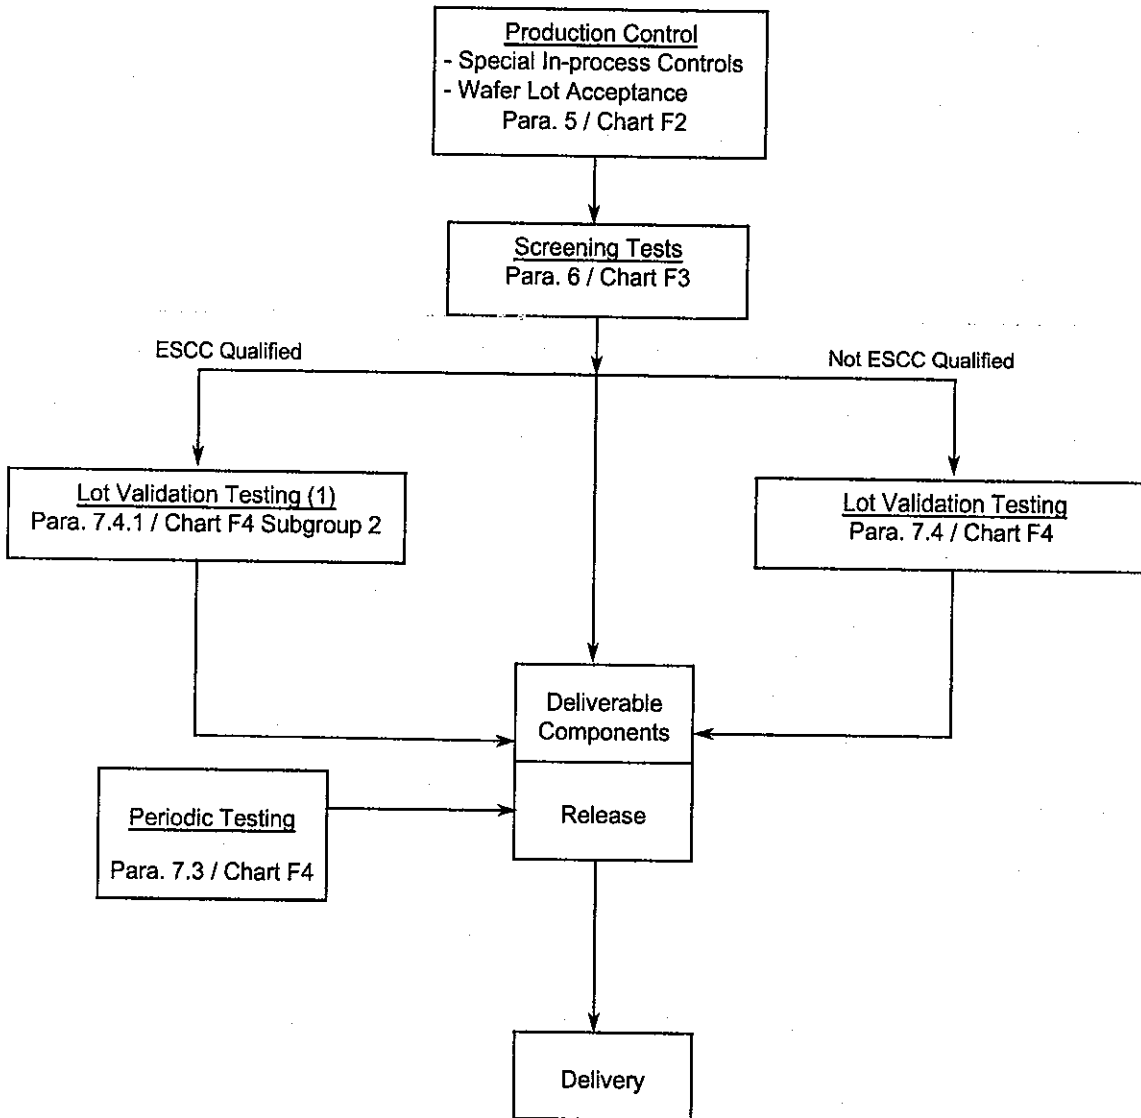 Production Control
- Special In-process Controls
- Wafer Lot Acceptance
Para. 5 / Chart F2
Screening Tests
Para. 6 / Chart F3
ESCC Qualified
Not ESCC Qualified
Lot Validation Testing (1)
Para. 7.4.1 / Chart F4 Subgroup 2
Lot Validation Testing
Para. 7.4 / Chart F4
Deliverable
Components
Periodic Testing
Para. 7.3 / Chart F4
Release
Delivery